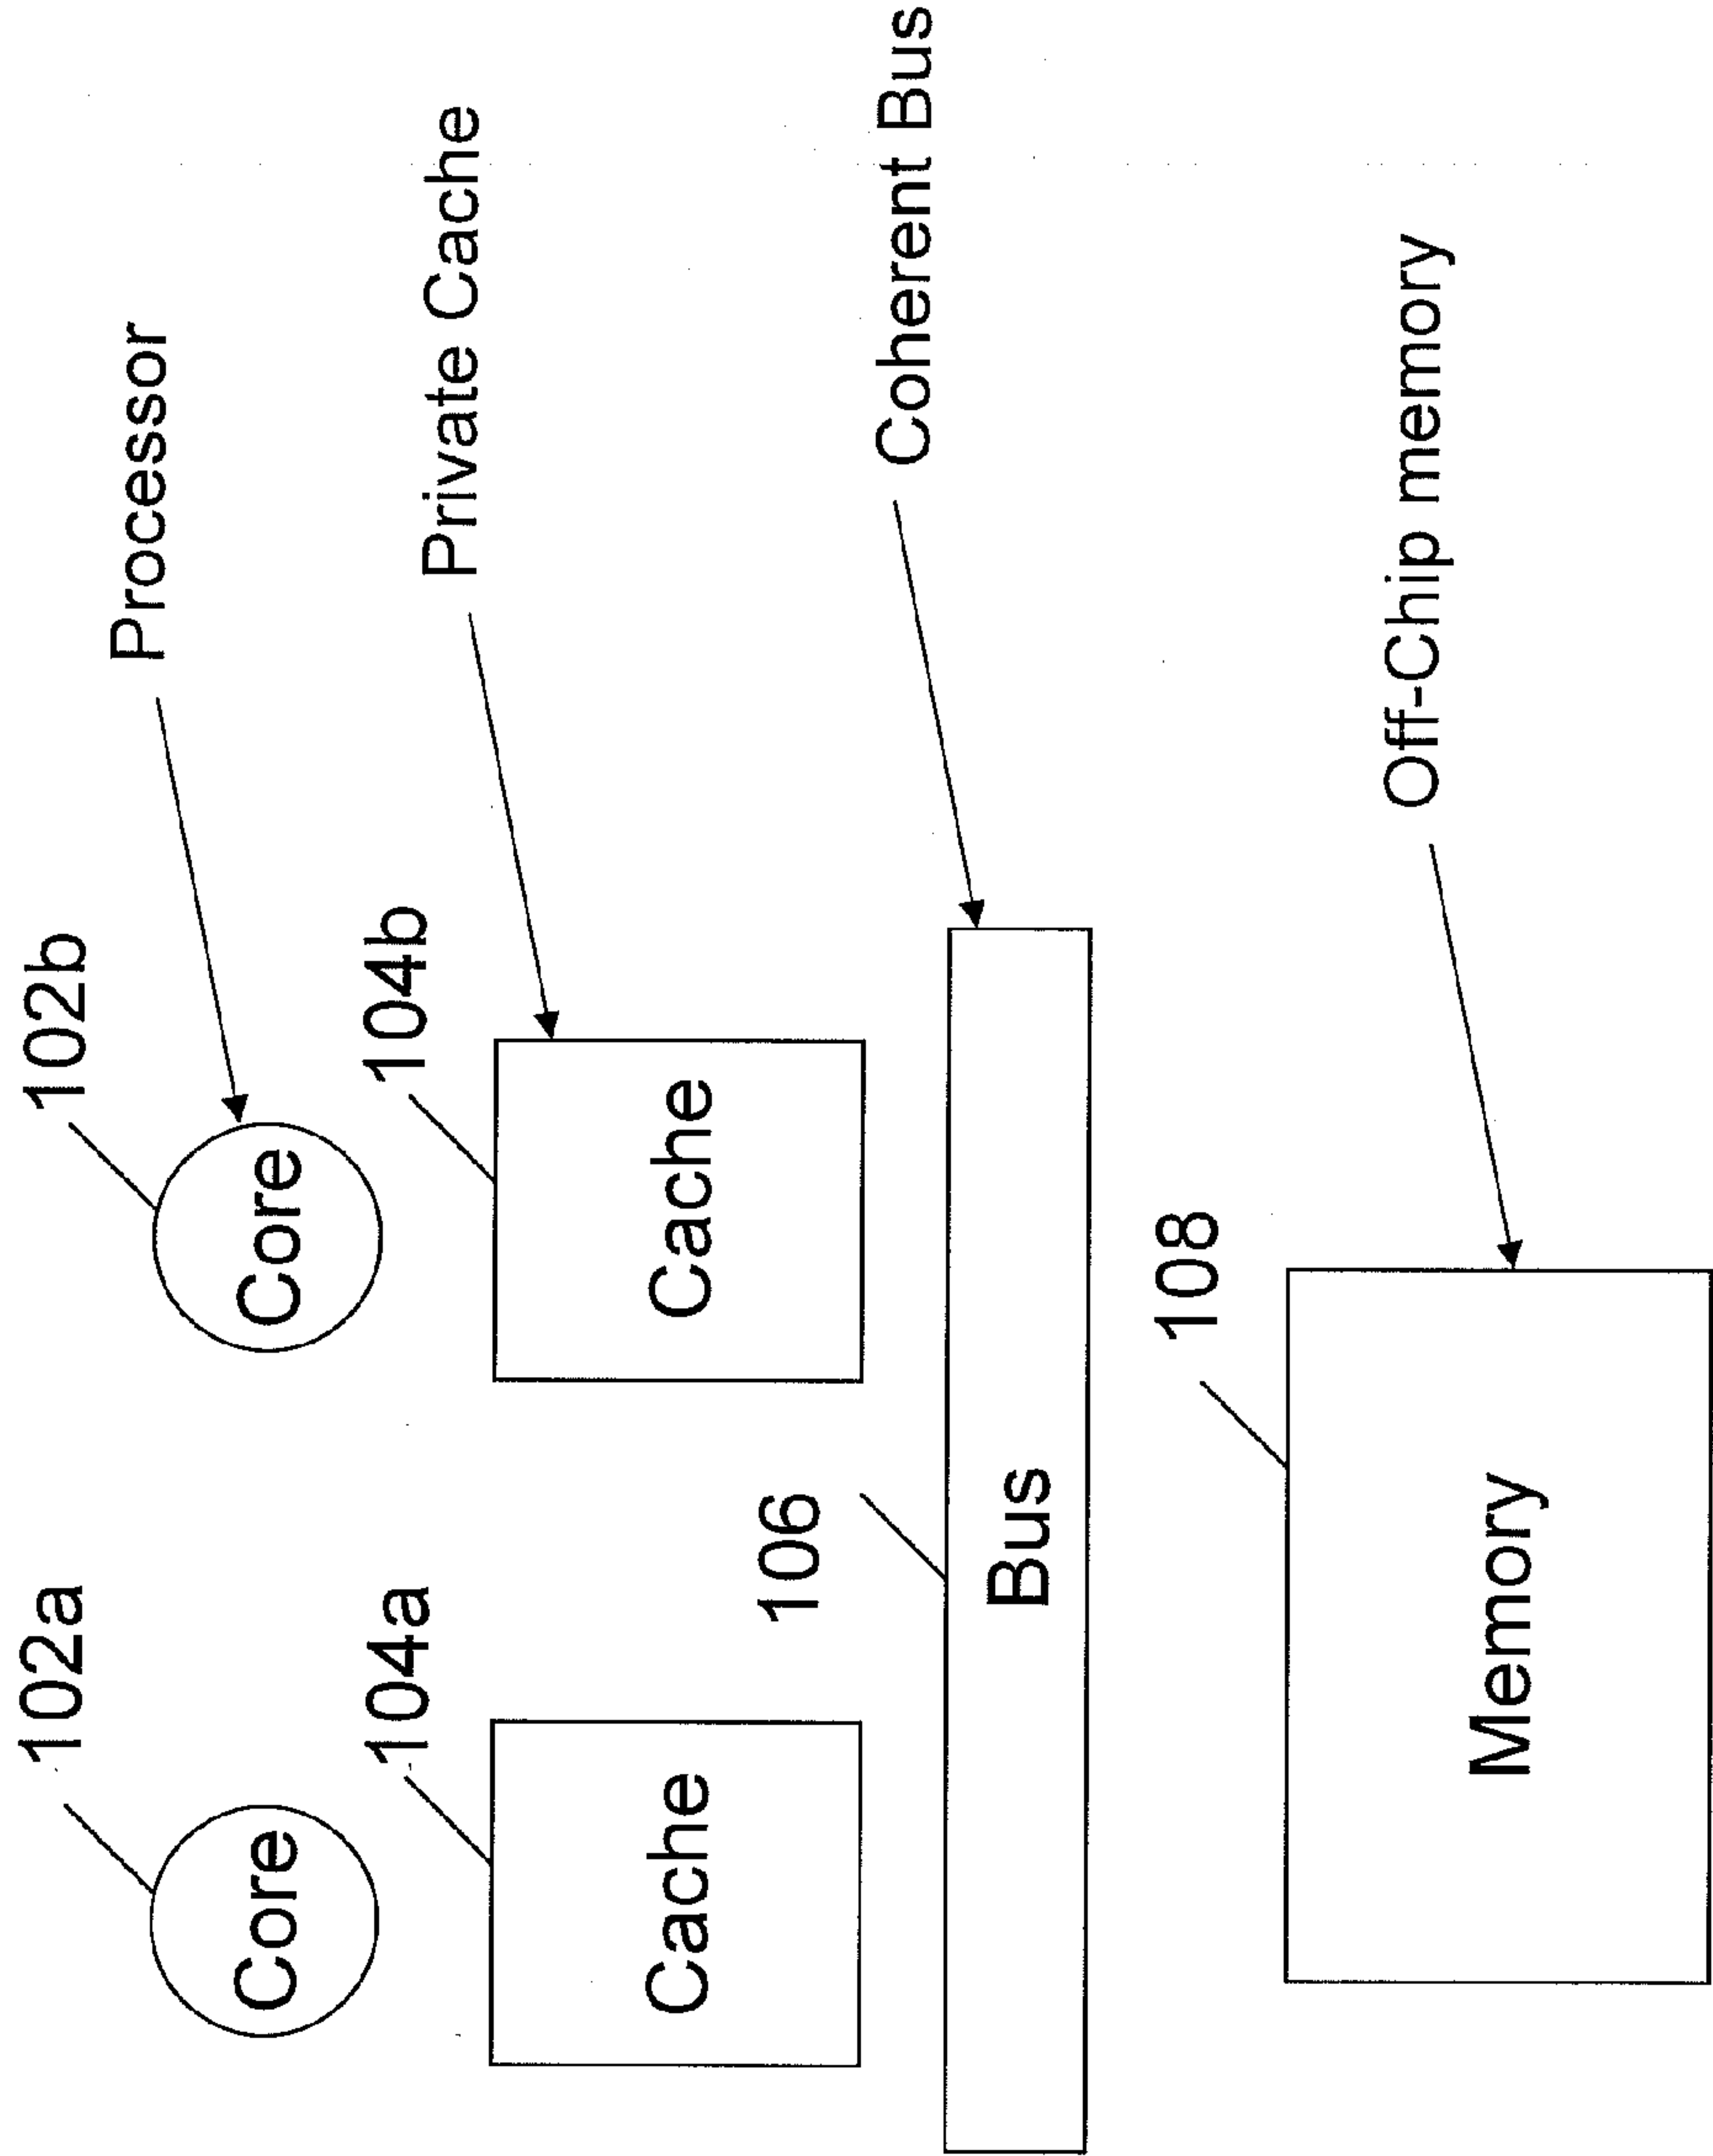 102a
102b
Processor
Core
Core
104a
104b
Private Cache
Cache
Cache
106
Coherent Bus
Bus
108
Off-Chip memory
Memory